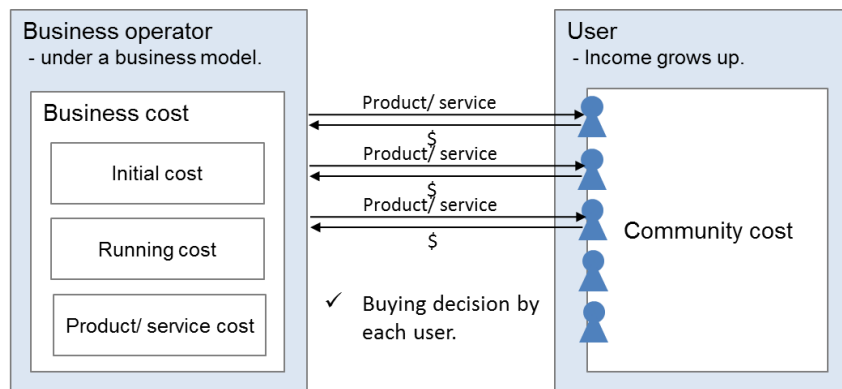 Business operator
- under a business model.
Business cost
Initial cost
Running cost
Product/ service cost
Product/ service
$
Product/ service
$
Product/ service
$
✓ Buying decision by
each user.
User
- Income grows up.
Community cost